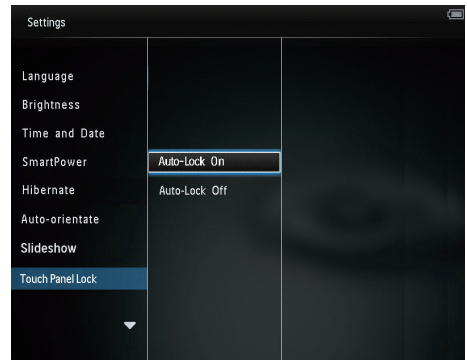 Settings
Language
Brightness
Time and Date
SmartPower
Hibernate
Auto-orientate
Slideshow
Touch Panel Lock
Auto-Lock On
Auto-Lock Off